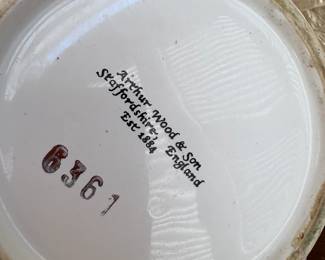 Arthur Wood & Son
Staffordshire, England
Est 1884
6361